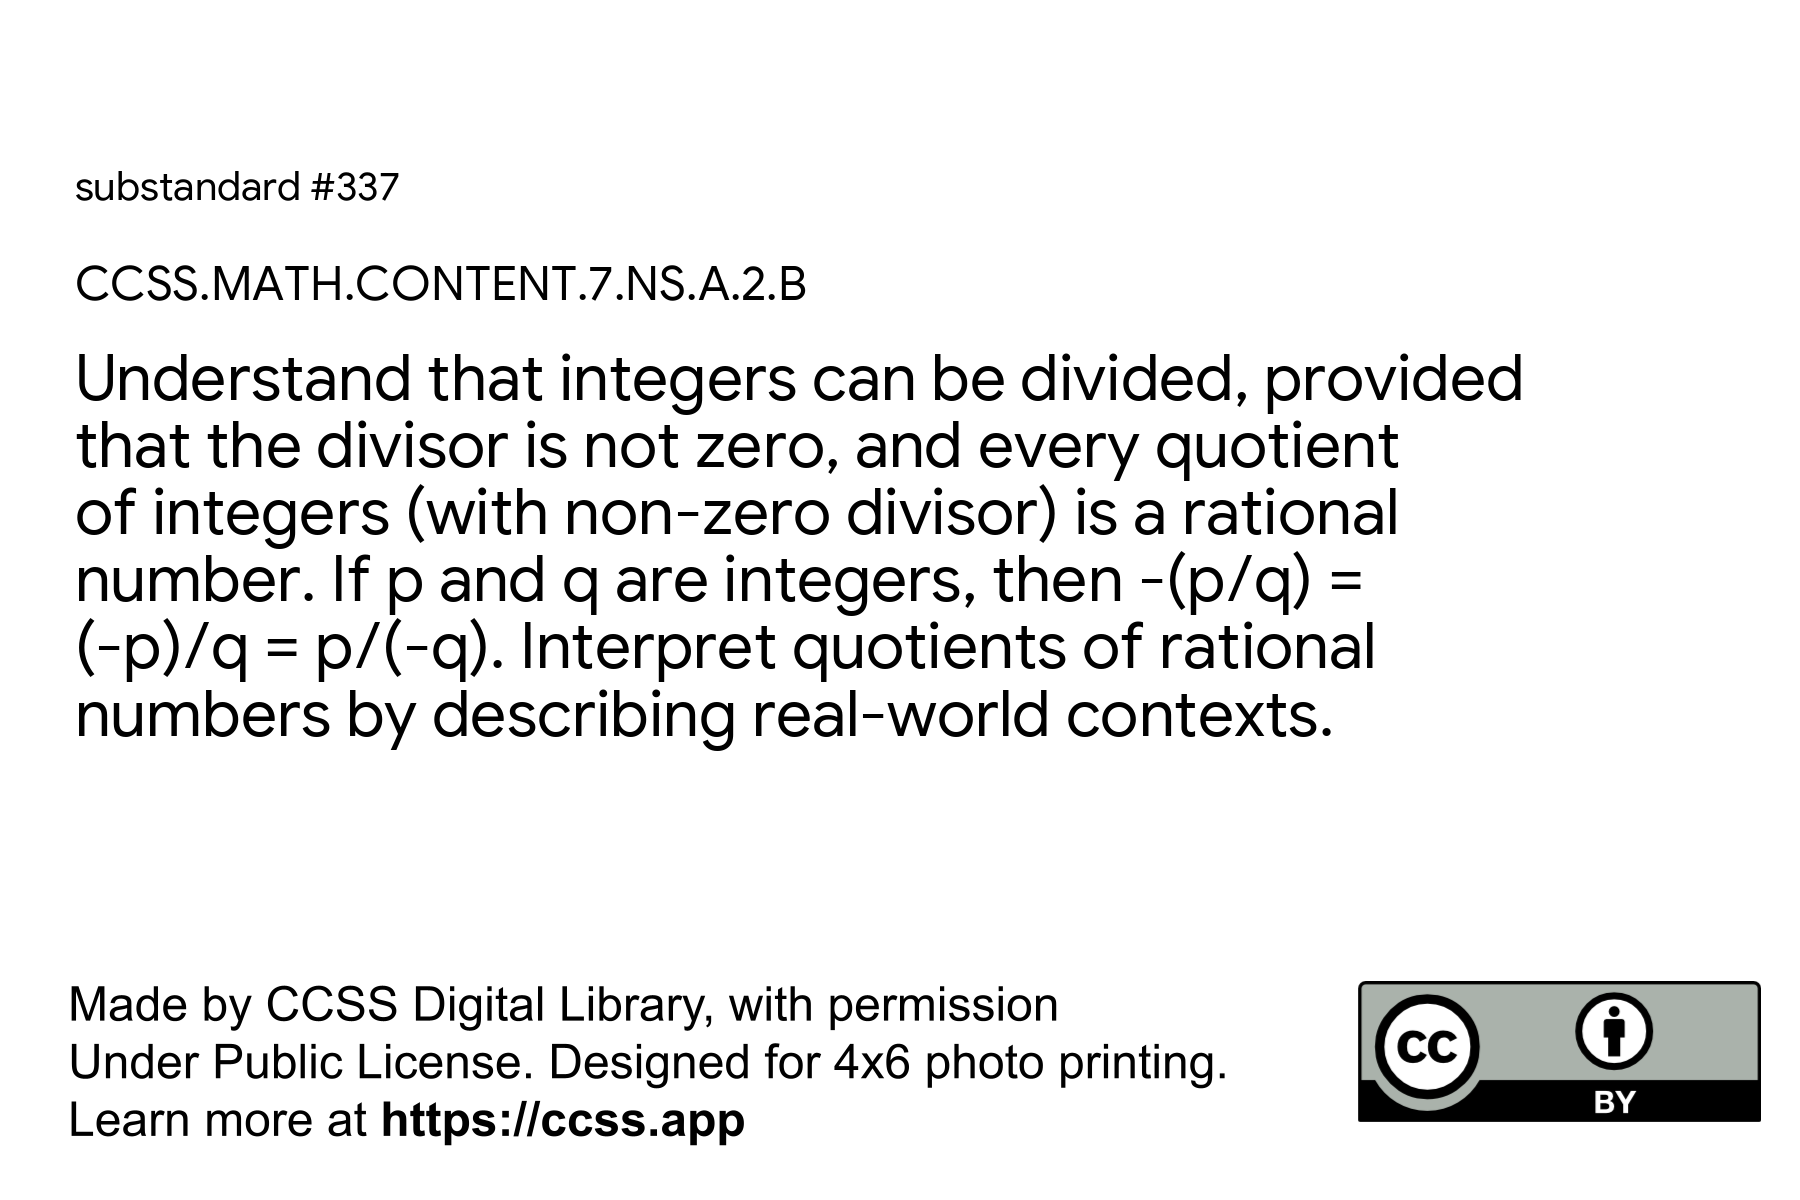 substandard #337
CCSS.MATH.CONTENT.7.NS.A.2.B
Understand that integers can be divided, provided
that the divisor is not zero, and every quotient
of integers (with non-zero divisor) is a rational
number. If p and q are integers, then -(p/q) =
(-p)/q = p/(-q). Interpret quotients of rational
numbers by describing real-world contexts.
Made by CCSS Digital Library, with permission
Under Public License. Designed for 4x6 photo printing.
Learn more at https://ccss.app
CC
BY